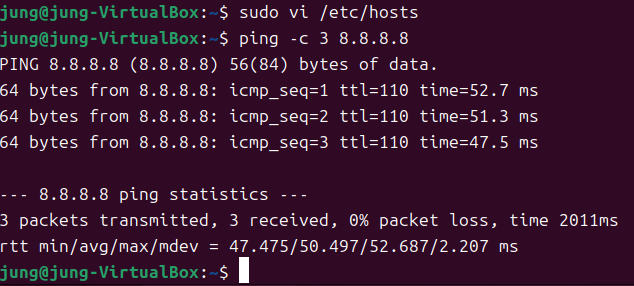 jung@jung-VirtualBox:~$ sudo vi /etc/hosts
jung@jung-VirtualBox:~$ ping -c 3 8.8.8.8
PING 8.8.8.8 (8.8.8.8) 56(84) bytes of data.
64 bytes from 8.8.8.8: icmp_seq=1 ttl=110 time=52.7 ms
64 bytes from 8.8.8.8: icmp_seq=2 ttl=110 time=51.3 ms
64 bytes from 8.8.8.8: icmp_seq=3 ttl=110 time=47.5 ms
--- 8.8.8.8 ping statistics ---
3 packets transmitted, 3 received, 0% packet loss, time 2011ms
rtt min/avg/max/mdev = 47.475/50.497/52.687/2.207 ms
jung@jung-VirtualBox:~$